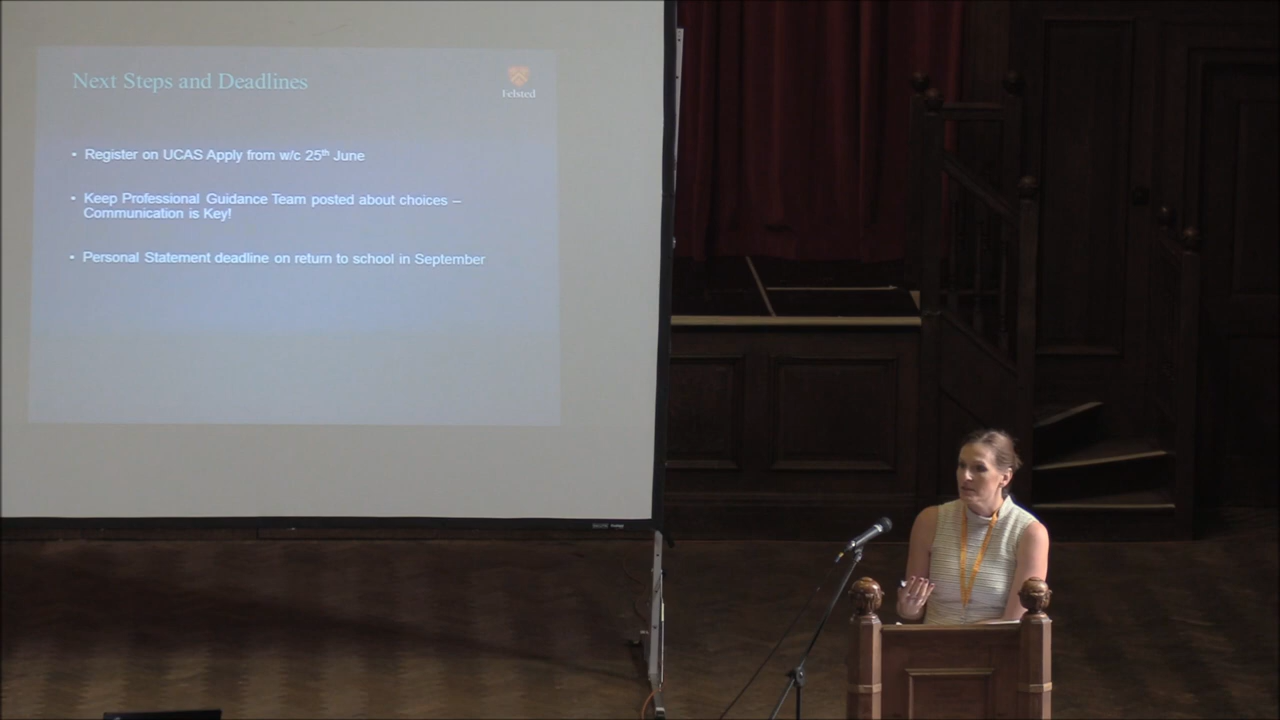 Next Steps and Deadlines
Felsted
• Register on UCAS Apply from w/c 25th June
• Keep Professional Guidance Team posted about choices –
Communication is Key!
• Personal Statement deadline on return to school in September